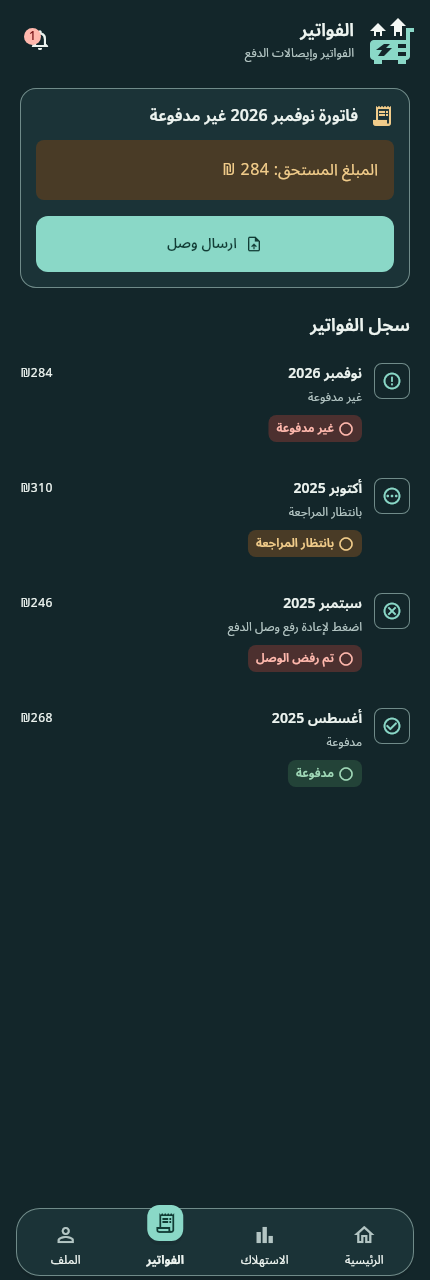 الفواتير
الفواتير وإيصالات الدفع
1
فاتورة نوفمبر 2026 غير مدفوعة
المبلغ المستحق: 284 ₪
ارسال وصل
سجل الفواتير
نوفمبر 2026
₪284
غير مدفوعة
غير مدفوعة
أكتوبر 2025
₪310
بانتظار المراجعة
بانتظار المراجعة
سبتمبر 2025
₪246
اضغط لإعادة رفع وصل الدفع
تم رفض الوصل
أغسطس 2025
₪268
مدفوعة
مدفوعة
الرئيسية
الاستهلاك
الفواتير
الملف